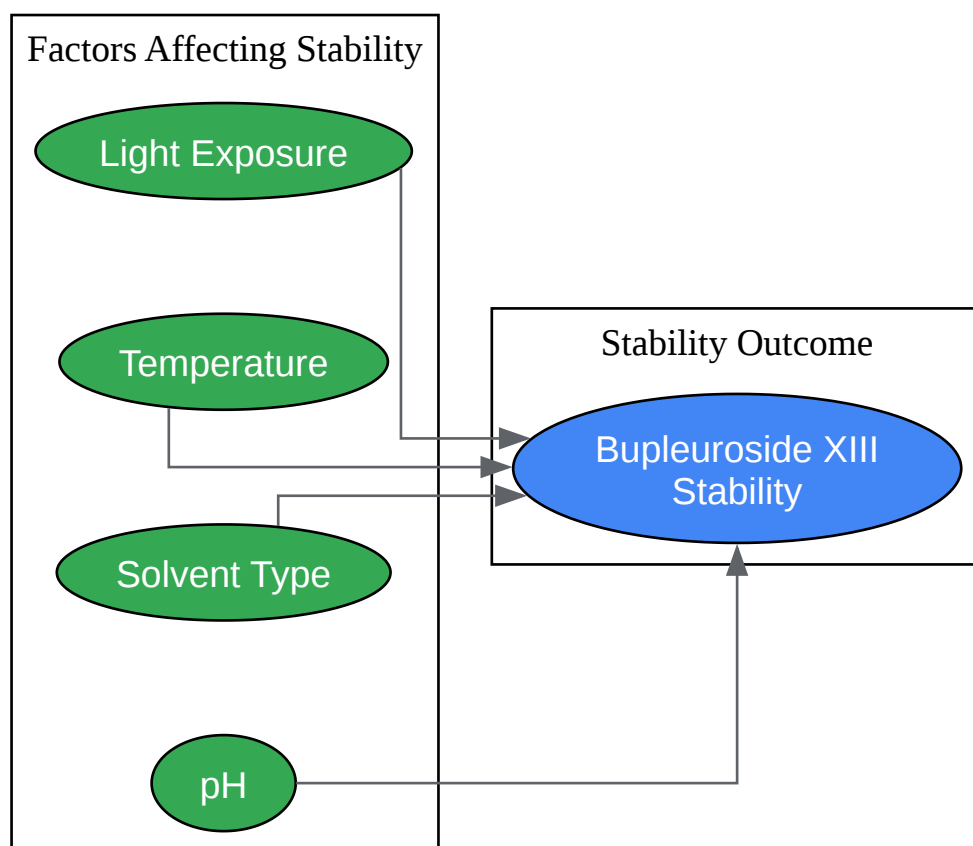 Factors Affecting Stability
Light Exposure
Temperature
Solvent Type
pH
Stability Outcome
Bupleuroside XIII
Stability